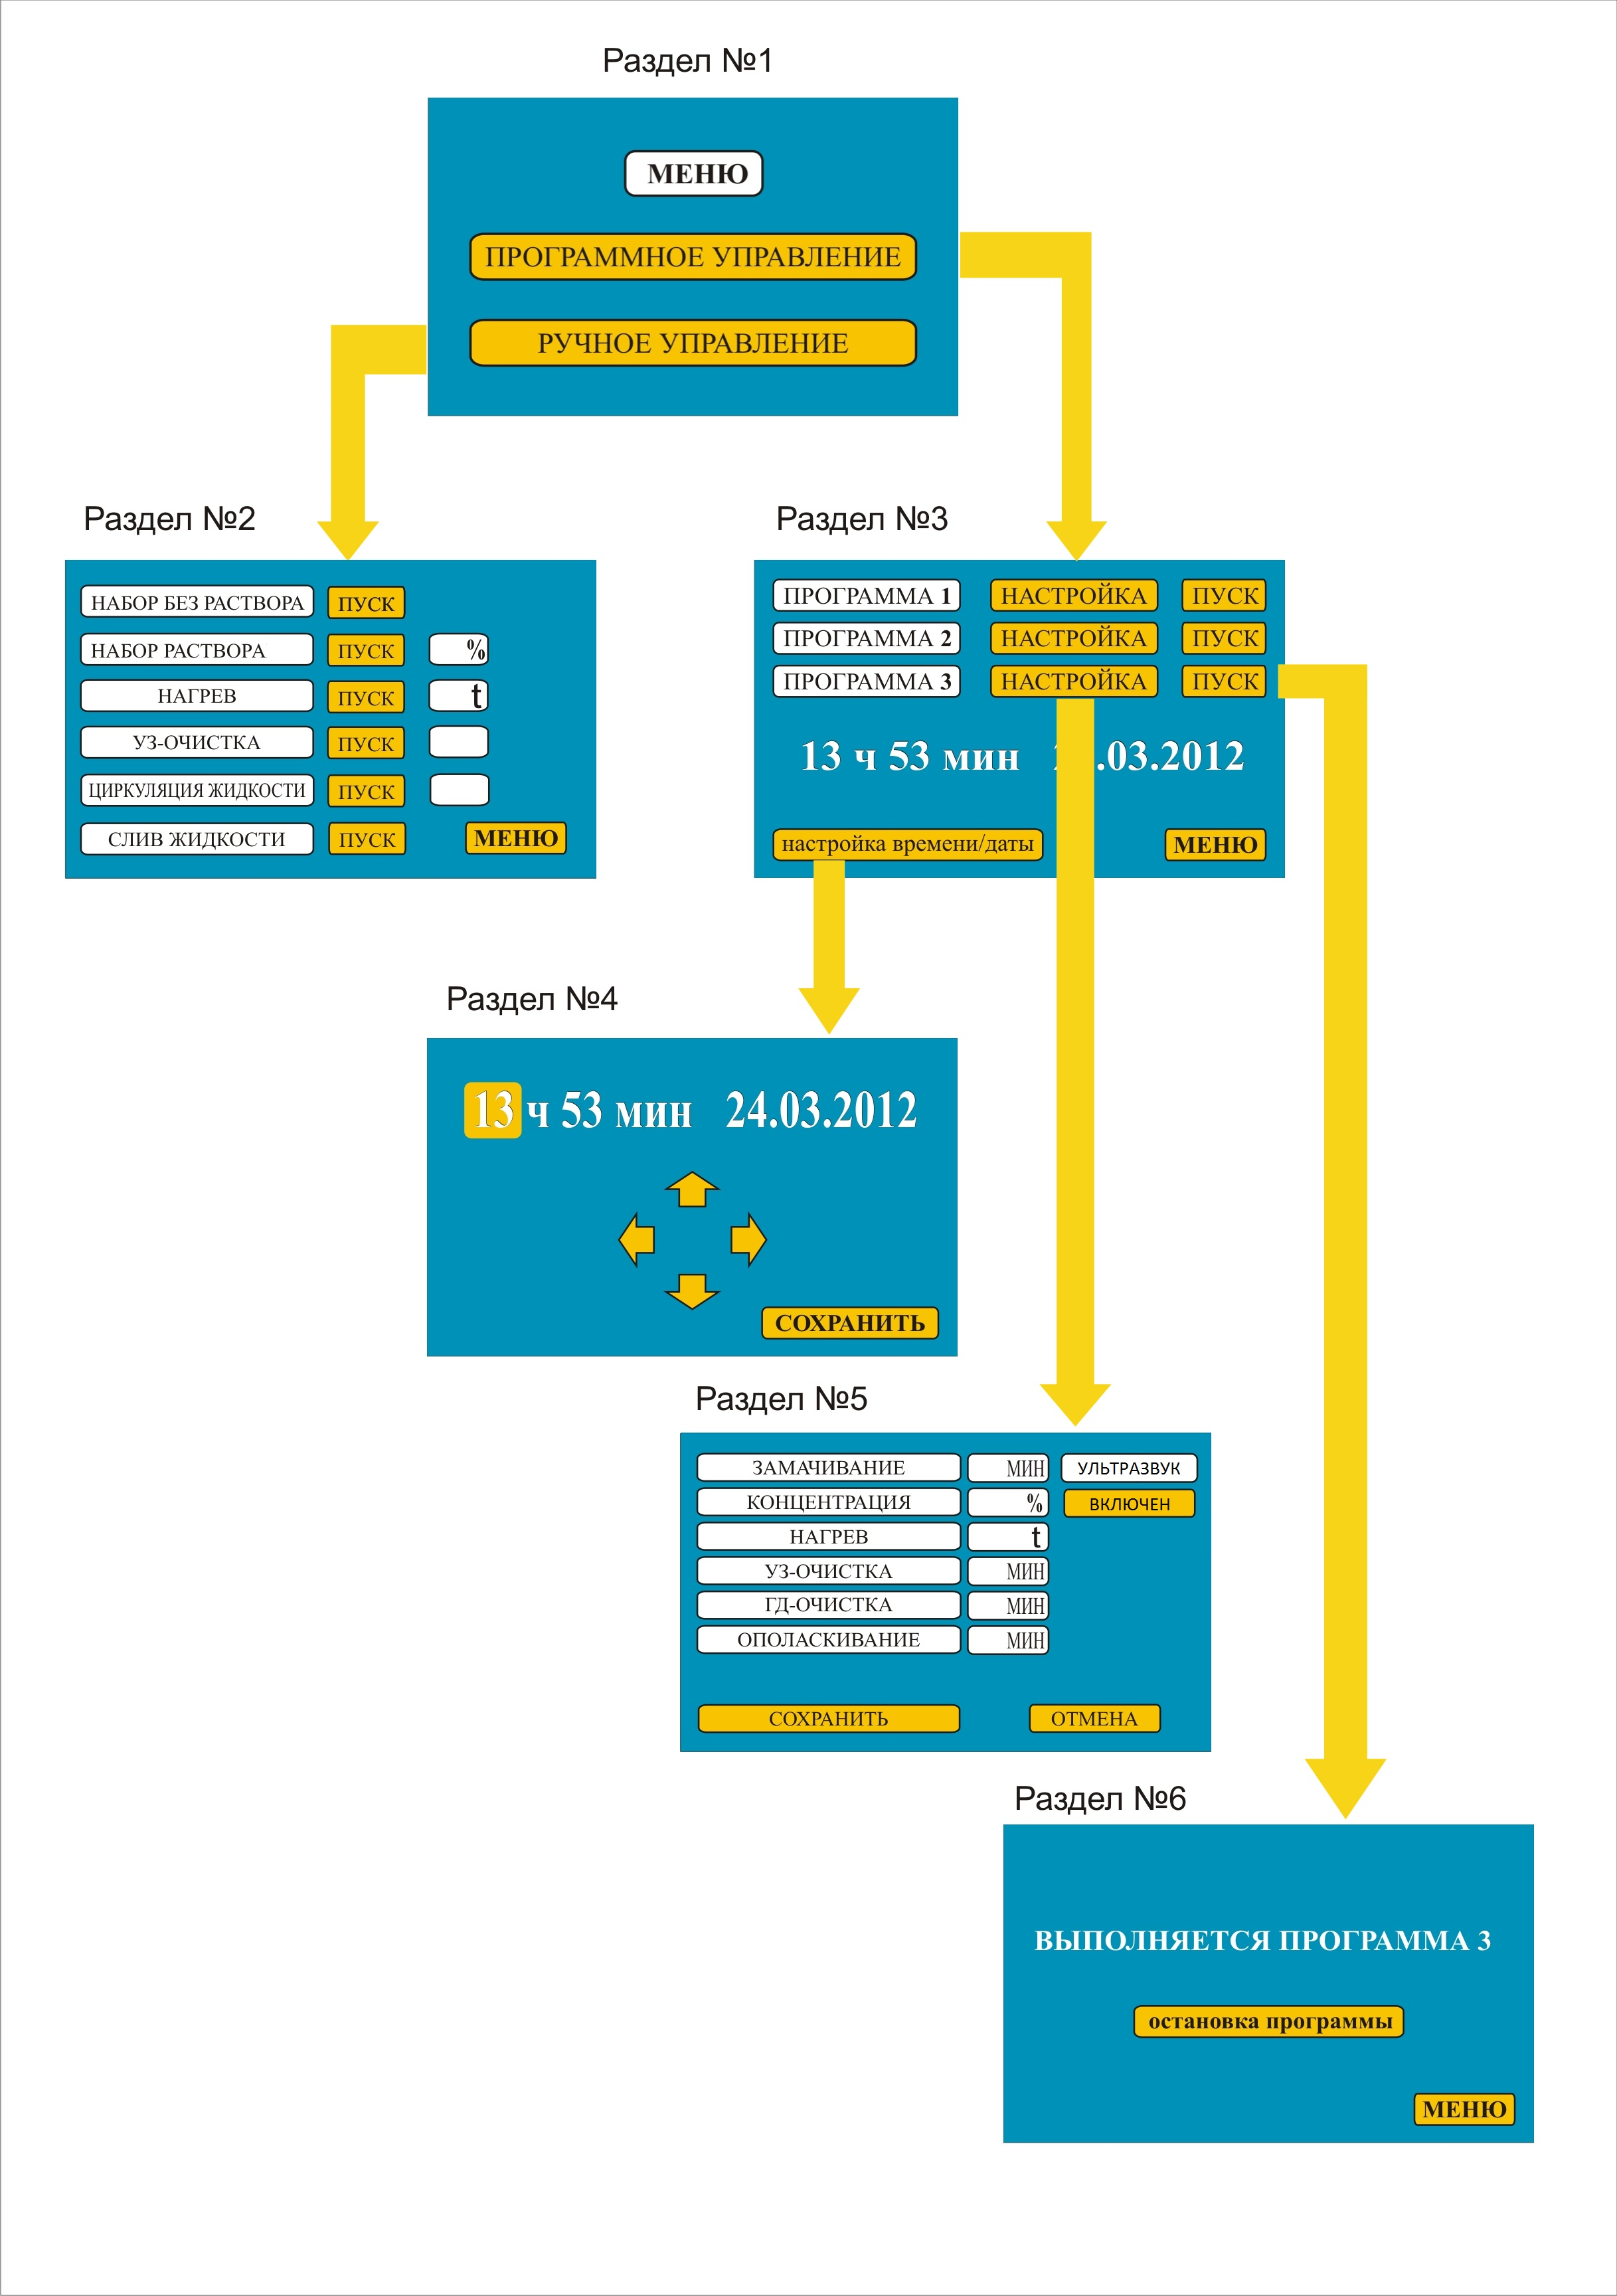 Раздел №1
МЕНЮ
ПРОГРАММНОЕ УПРАВЛЕНИЕ
РУЧНОЕ УПРАВЛЕНИЕ
Раздел №2
НАБОР БЕЗ РАСТВОРА ПУСК
НАБОР РАСТВОРА ПУСК %
НАГРЕВ ПУСК t
УЗ-ОЧИСТКА ПУСК
ЦИРКУЛЯЦИЯ ЖИДКОСТИ ПУСК
СЛИВ ЖИДКОСТИ ПУСК МЕНЮ
Раздел №3
ПРОГРАММА 1 НАСТРОЙКА ПУСК
ПРОГРАММА 2 НАСТРОЙКА ПУСК
ПРОГРАММА 3 НАСТРОЙКА ПУСК
13 ч 53 мин .03.2012
настройка времени/даты МЕНЮ
Раздел №4
13 ч 53 мин 24.03.2012
СОХРАНИТЬ
Раздел №5
ЗАМАЧИВАНИЕ МИН УЛЬТРАЗВУК
КОНЦЕНТРАЦИЯ % ВКЛЮЧЕН
НАГРЕВ t
УЗ-ОЧИСТКА МИН
ГД-ОЧИСТКА МИН
ОПОЛАСКИВАНИЕ МИН
СОХРАНИТЬ ОТМЕНА
Раздел №6
ВЫПОЛНЯЕТСЯ ПРОГРАММА 3
остановка программы
МЕНЮ